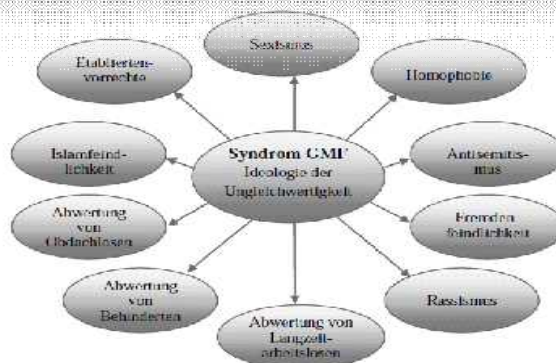 Sexismus
Etablierten-
vorrechte
Homophobie
Syndrom GMF
Ideologie der
Ungleichwertigkeit
Islamfeind-
lichkeit
Antisemitis-
mus
Abwertung
von
Obdachlosen
Fremden
feindlichkeit
Abwertung
von
Behinderten
Rassismus
Abwertung von
Langzeit-
arbeitslosen